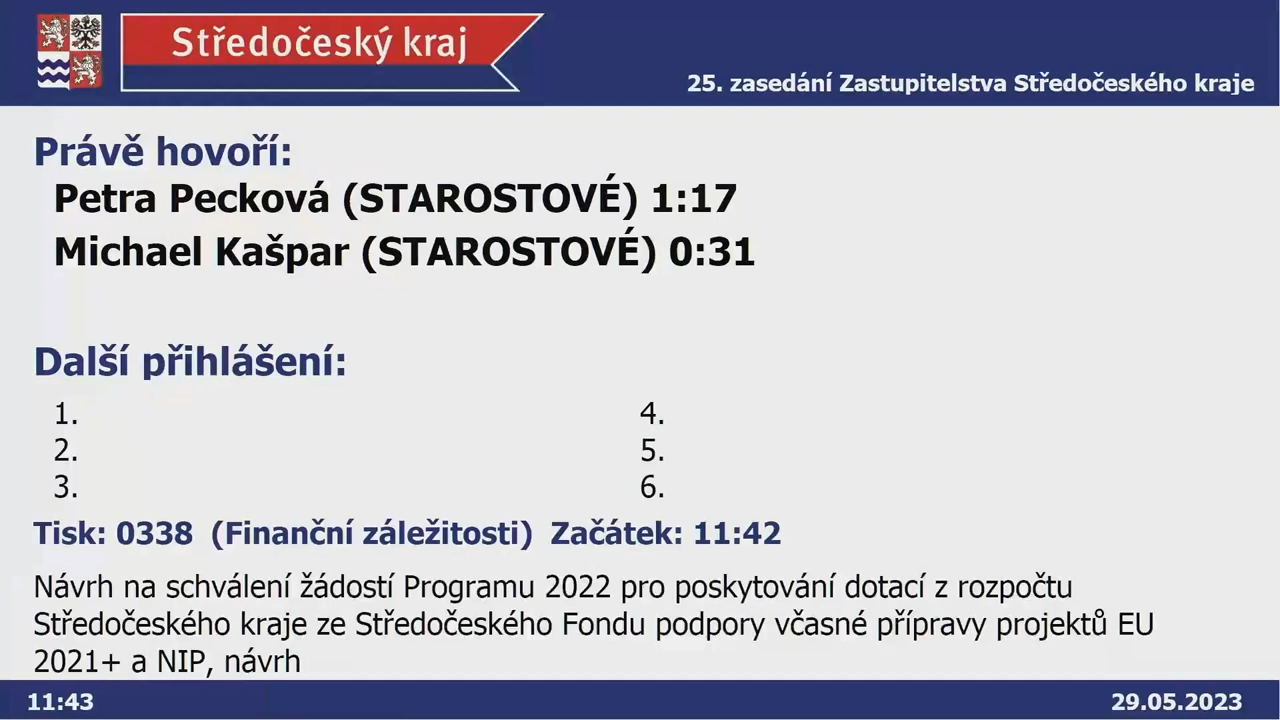 Středočeský kraj
25. zasedání Zastupitelstva Středočeského kraje
Právě hovoří:
Petra Pecková (STAROSTOVÉ) 1:17
Michael Kašpar (STAROSTOVÉ) 0:31
Další přihlášení:
1.
2.
3.
4.
5.
6.
Tisk: 0338 (Finanční záležitosti) Začátek: 11:42
Návrh na schválení žádostí Programu 2022 pro poskytování dotací z rozpočtu
Středočeského kraje ze Středočeského Fondu podpory včasné přípravy projektů EU
2021+ a NIP, návrh
11:43
29.05.2023